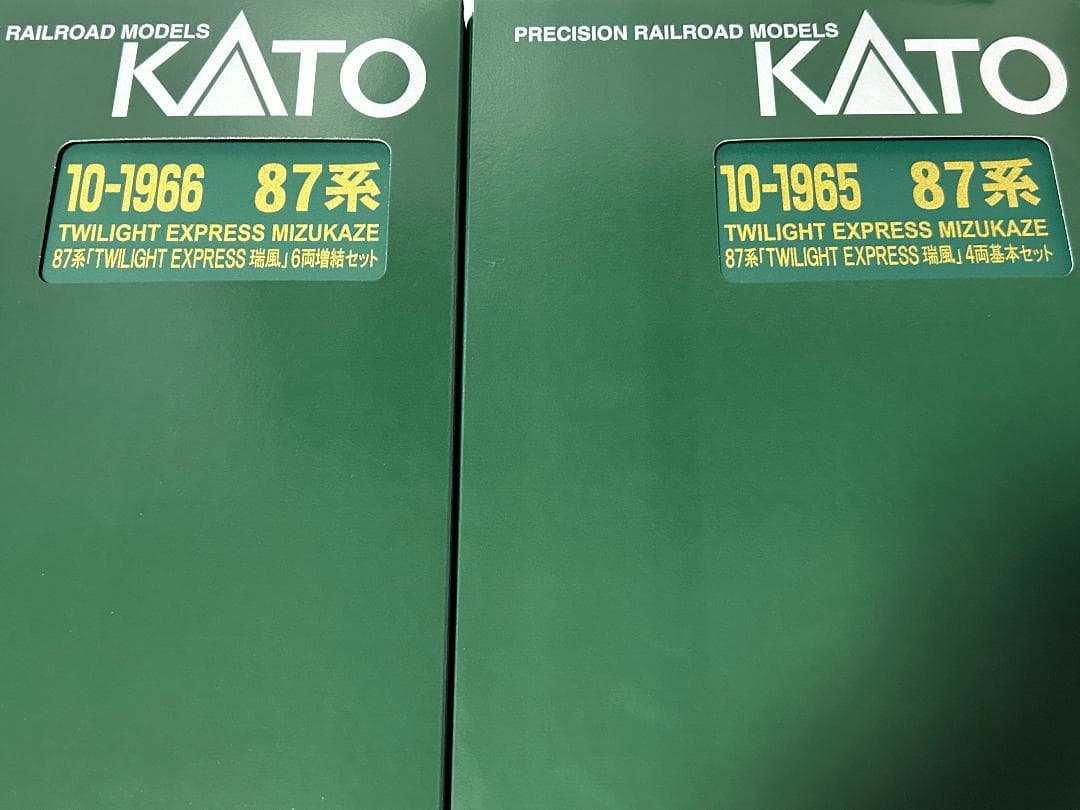 RAILROAD MODELS
KATO
10-1966 87系
TWILIGHT EXPRESS MIZUKAZE
87系「TWILIGHT EXPRESS 瑞風」6両増結セット
PRECISION RAILROAD MODELS
KATO
10-1965 87系
TWILIGHT EXPRESS MIZUKAZE
87系「TWILIGHT EXPRESS 瑞風」4両基本セット